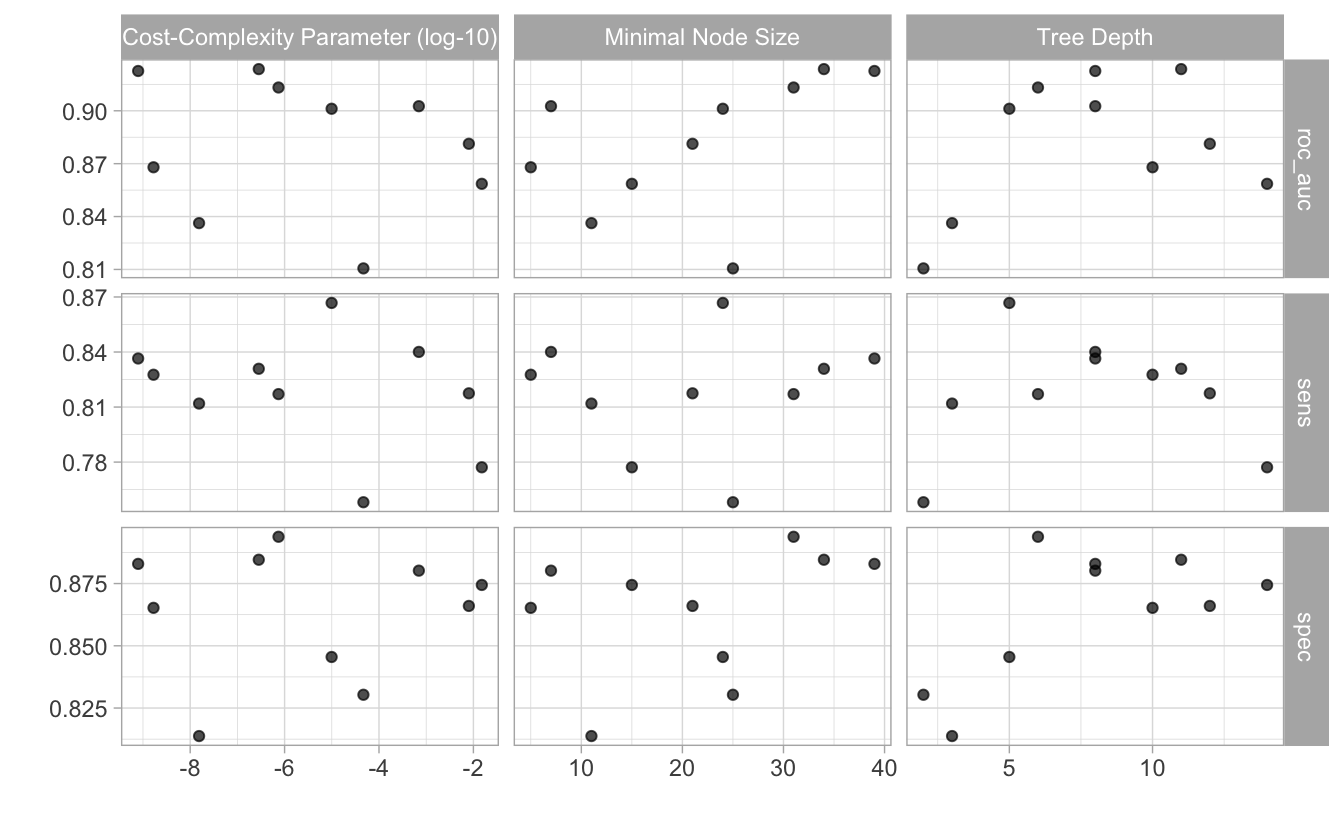 Cost-Complexity Parameter (log-10) Minimal Node Size Tree Depth
0.90
0.87
0.84
0.81
roc_auc
0.87
0.84
0.81
0.78
sens
0.875
0.850
0.825
spec
-8 -6 -4 -2 10 20 30 40 5 10